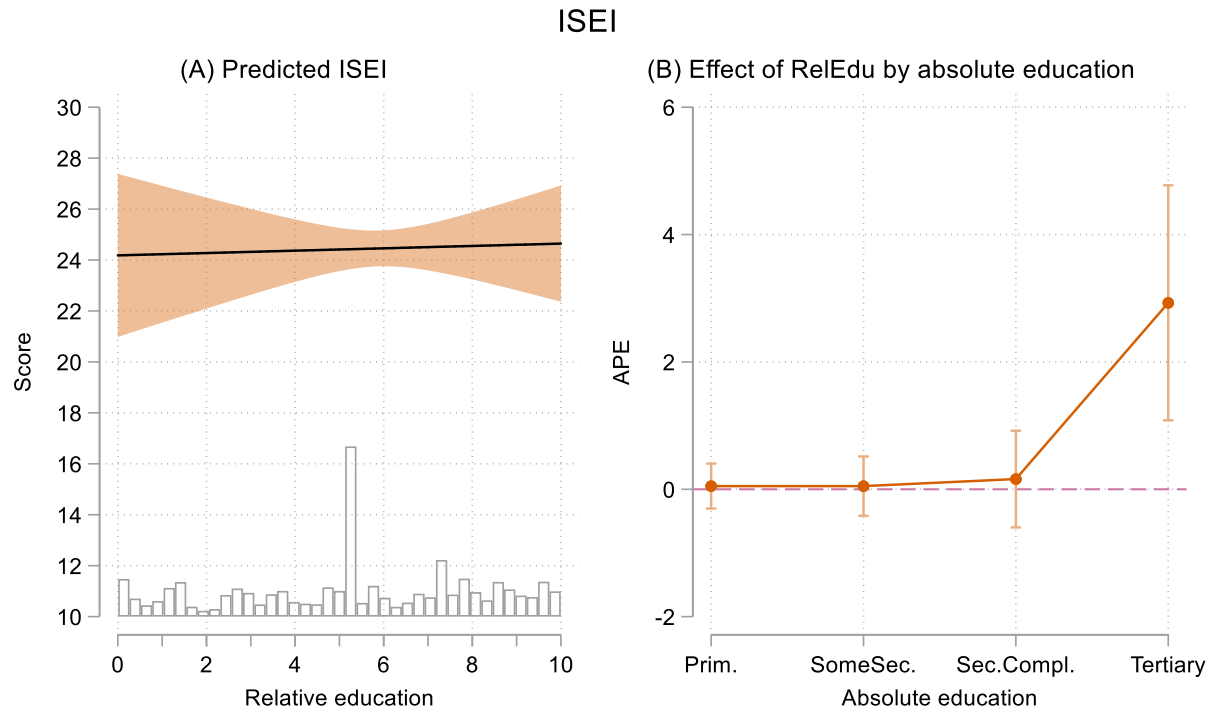 ISEI
(A) Predicted ISEI
30
28
26
24
22
20
18
16
14
12
10
Score
0 2 4 6 8 10
Relative education
(B) Effect of RelEdu by absolute education
6
4
2
0
-2
APE
Prim. SomeSec. Sec.Compl. Tertiary
Absolute education